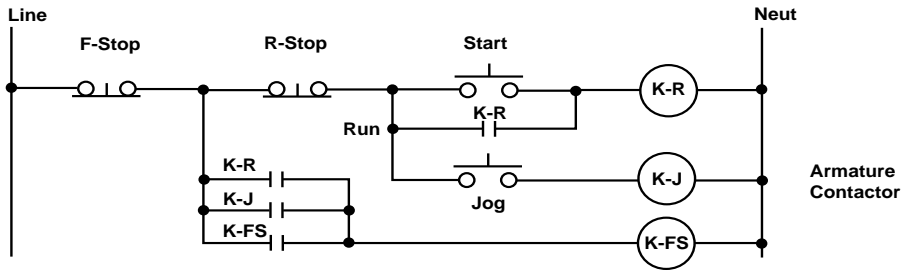 Line
Neut
F-Stop
R-Stop
Start
K-R
K-R
Run
K-R
K-J
Armature
Contactor
K-J
Jog
K-FS
K-FS